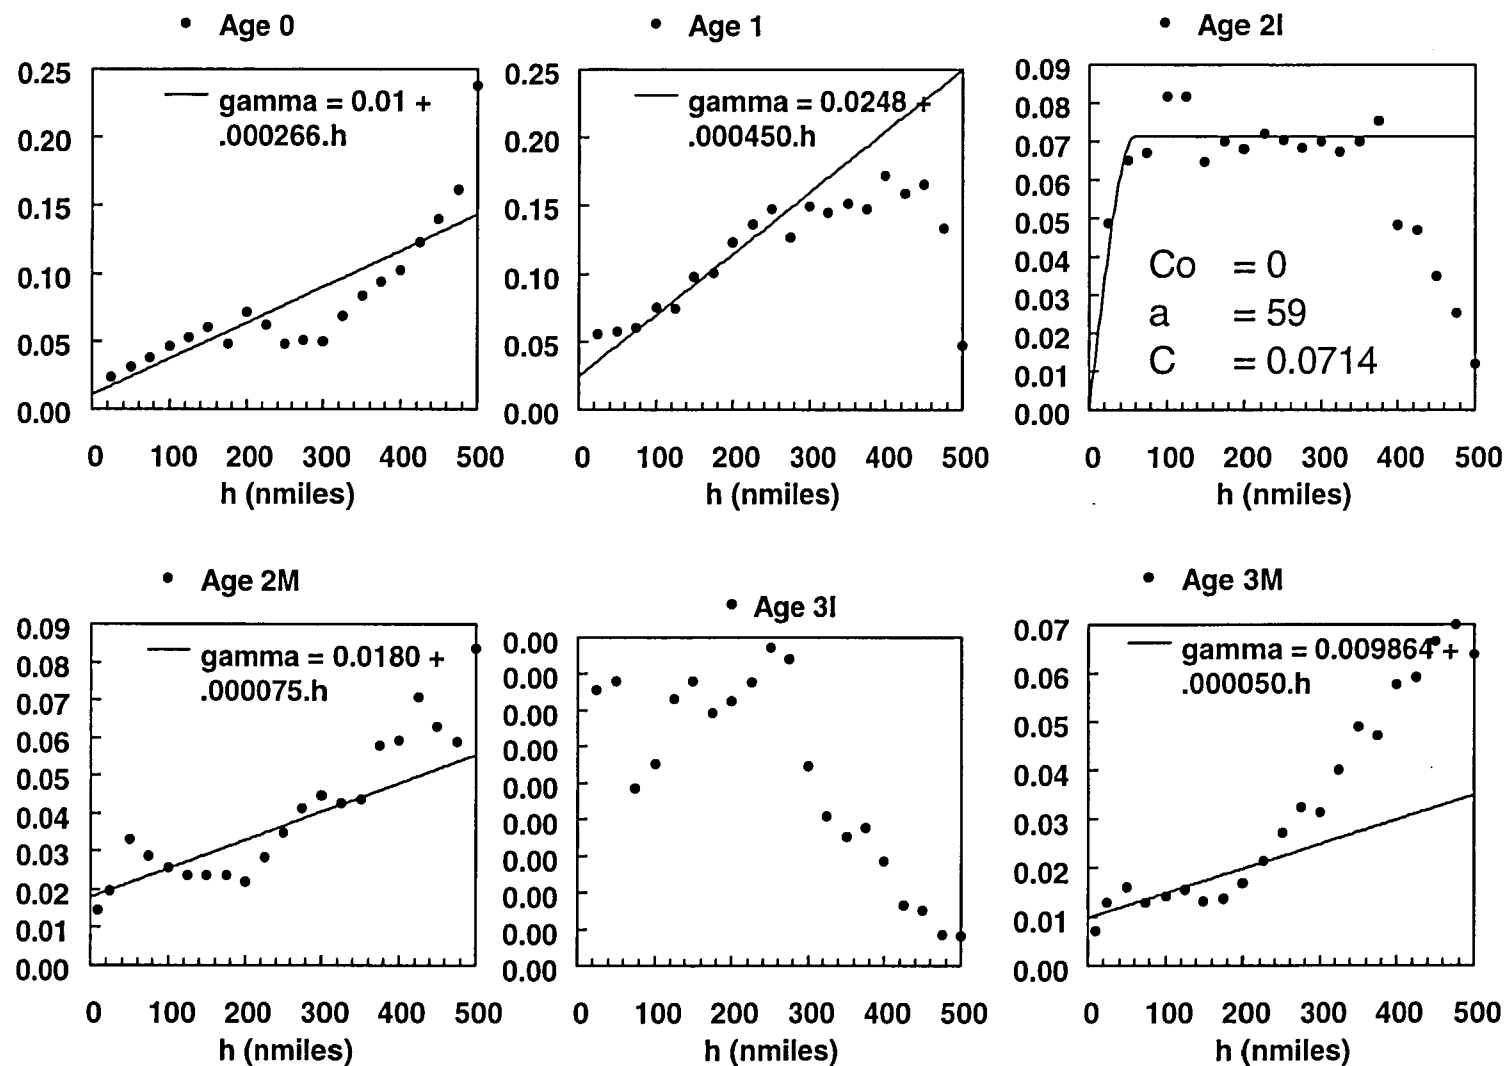 Age 0
0.25
0.20
0.15
0.10
0.05
0.00
gamma = 0.01 +
.000266.h
0 100 200 300 400 500
h (nmiles)
Age 1
0.25
0.20
0.15
0.10
0.05
0.00
gamma = 0.0248 +
.000450.h
0 100 200 300 400 500
h (nmiles)
Age 2I
0.09
0.08
0.07
0.06
0.05
0.04
0.03
0.02
0.01
0.00
Co = 0
a = 59
C = 0.0714
0 100 200 300 400 500
h (nmiles)
Age 2M
0.09
0.08
0.07
0.06
0.05
0.04
0.03
0.02
0.01
0.00
gamma = 0.0180 +
.000075.h
0 100 200 300 400 500
h (nmiles)
Age 3I
0.00
0.00
0.00
0.00
0.00
0.00
0.00
0.00
0.00
0.00
0 100 200 300 400 500
h (nmiles)
Age 3M
0.07
0.06
0.05
0.04
0.03
0.02
0.01
0.00
gamma = 0.009864 +
.000050.h
0 100 200 300 400 500
h (nmiles)